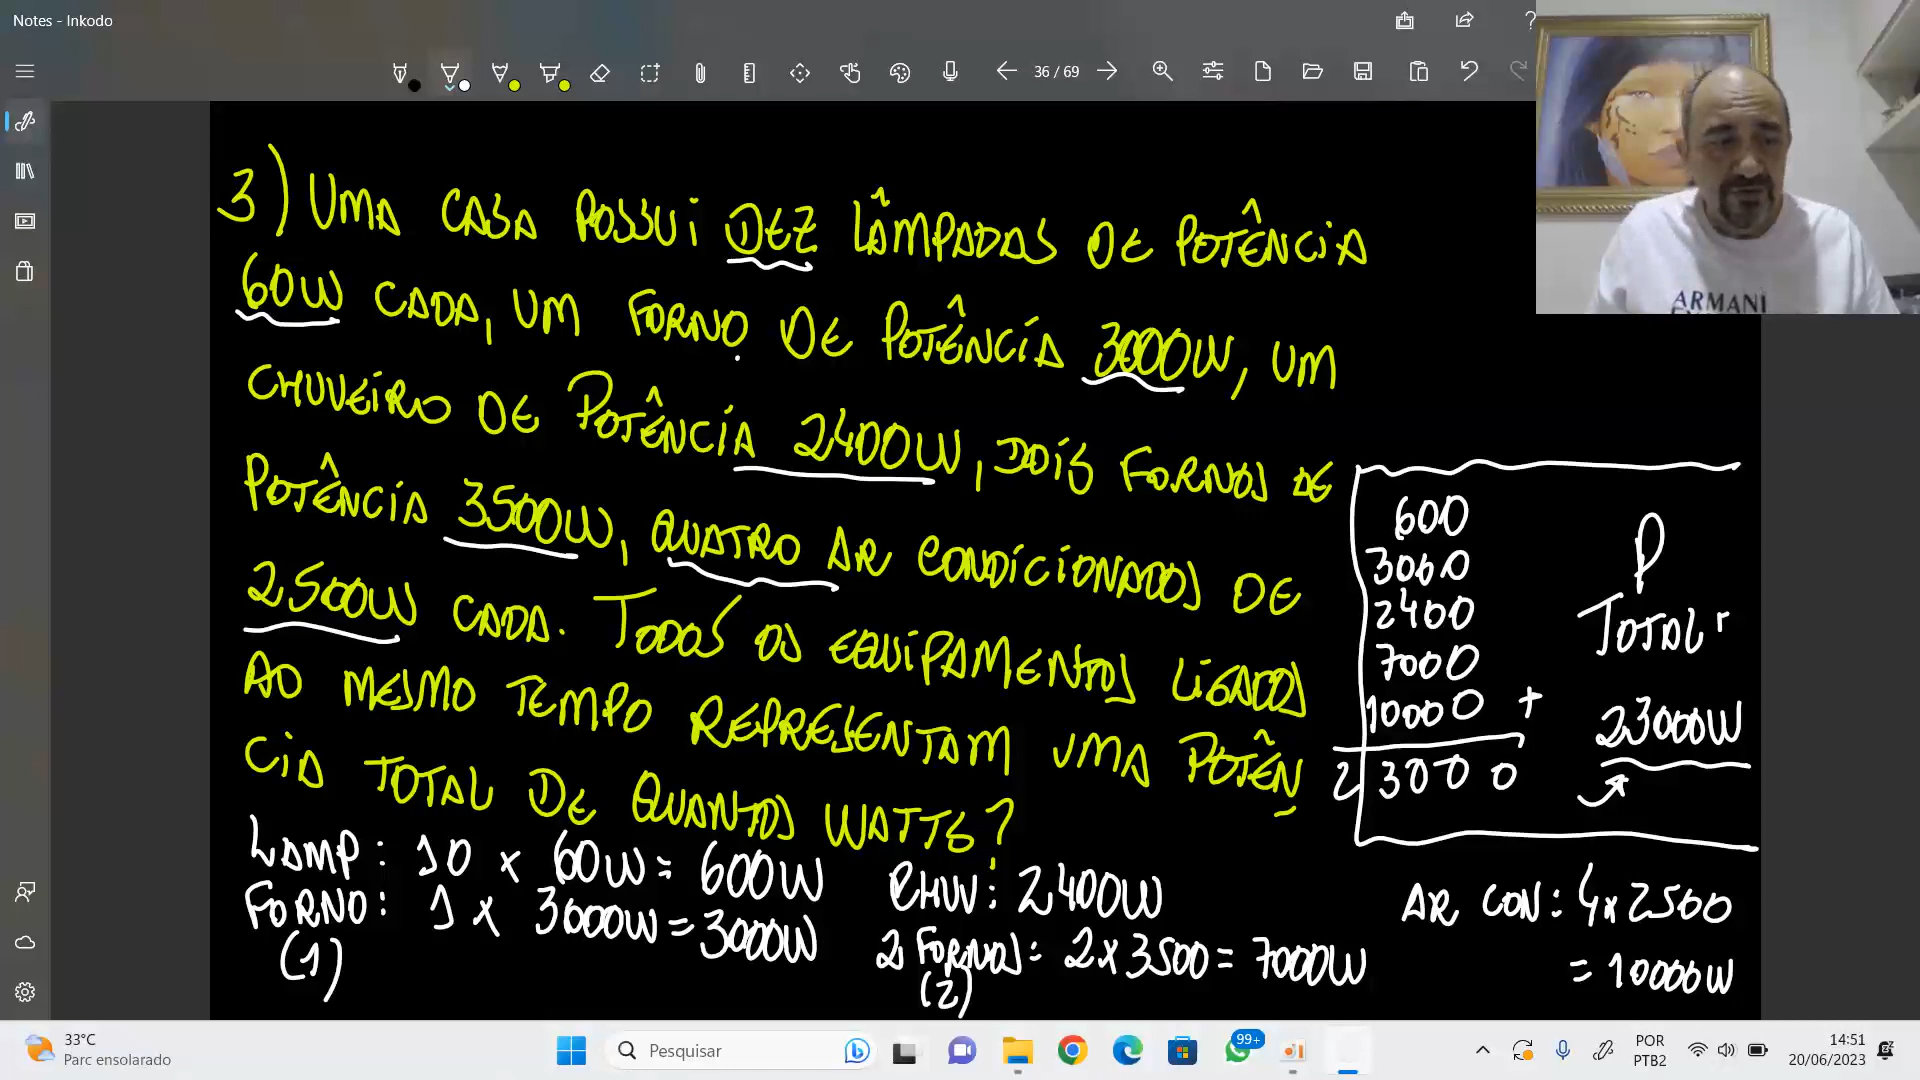 Notes - Inkodo
36 / 69
3) UMA CASA POSSUI DEZ LÂMPADAS DE POTÊNCIA
60W CADA, UM FORNO DE POTÊNCIA 3000W, UM
CHUVEIRO DE POTÊNCIA 2400W, DOIS FORNOS DE
POTÊNCIA 3500W, QUATRO AR CONDICIONADOS DE
2500W CADA. TODOS OS EQUIPAMENTOS LIGADOS
AO MESMO TEMPO REPRESENTAM UMA POTÊN
CIA TOTAL DE QUANTOS WATTS?
600
3000
2400
7000
10000 +
23000
P
TOTAL
23000W
LAMP: 10 x 60W = 600W
FORNO: 1 x 3000W = 3000W
(1)
CHUV: 2400W
2 FORNOS: 2x3500 = 7000W
(2)
AR CON: 4x2500
= 10000W
ARMANI
33°C
Parc ensolarado
Pesquisar
99+
POR
PTB2
14:51
20/06/2023